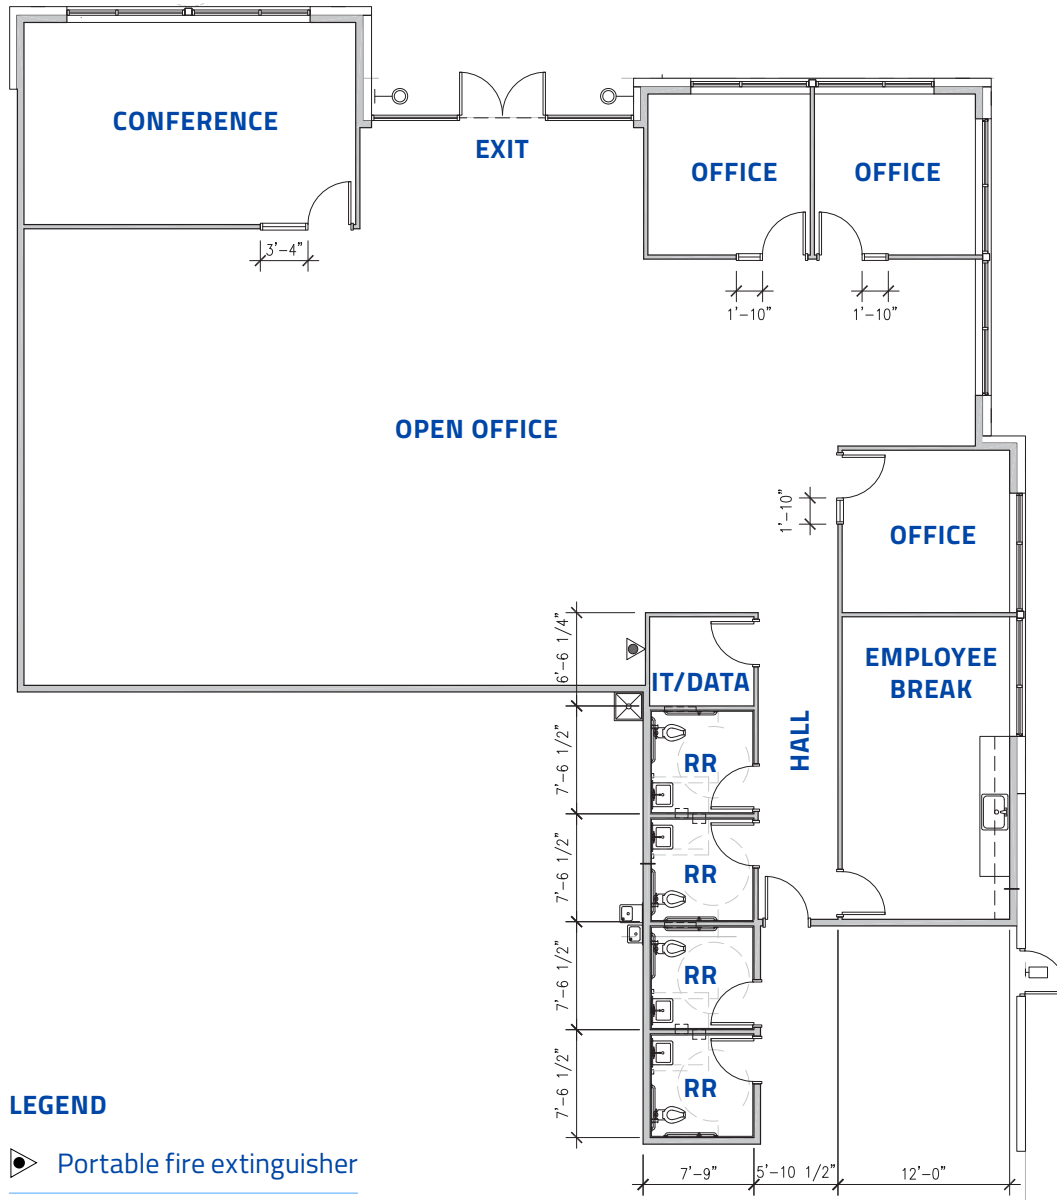 CONFERENCE
EXIT
OFFICE
OFFICE
3'-4"
1'-10"
1'-10"
OPEN OFFICE
1'-10"
OFFICE
6'-6 1/4"
IT/DATA
EMPLOYEE
BREAK
HALL
7'-6 1/2"
RR
7'-6 1/2"
RR
7'-6 1/2"
RR
7'-6 1/2"
RR
LEGEND
Portable fire extinguisher
7'-9"
5'-10 1/2"
12'-0"